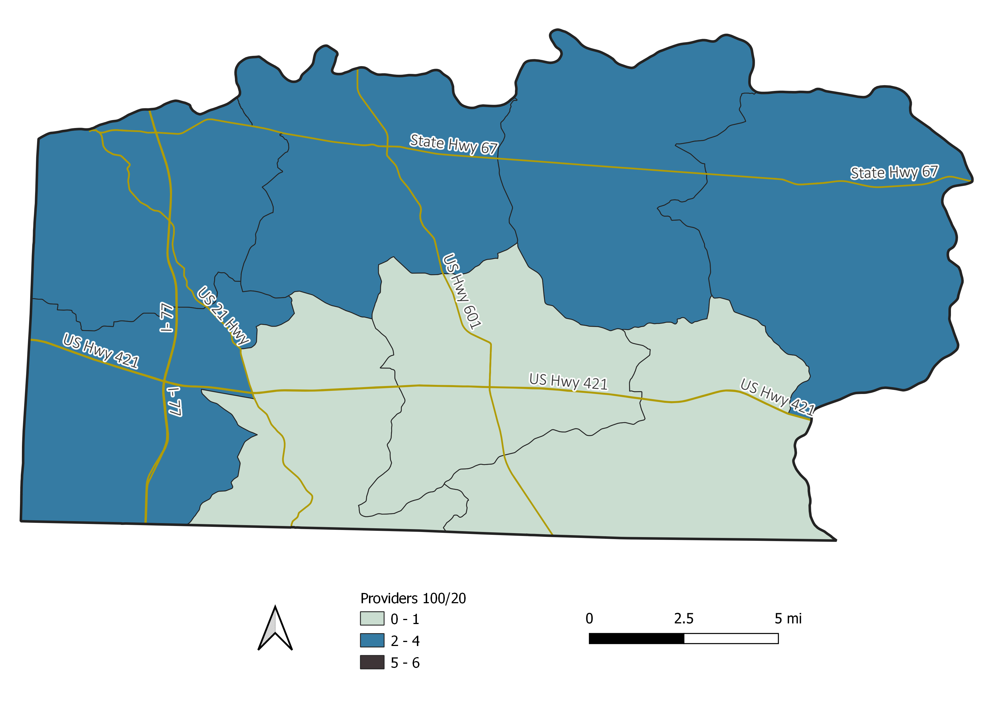 State Hwy 67
State Hwy 67
US Hwy 601
US 21 Hwy
I- 77
US Hwy 421
US Hwy 421
US Hwy 421
I- 77
Providers 100/20
0 - 1
2 - 4
5 - 6
0 2.5 5 mi